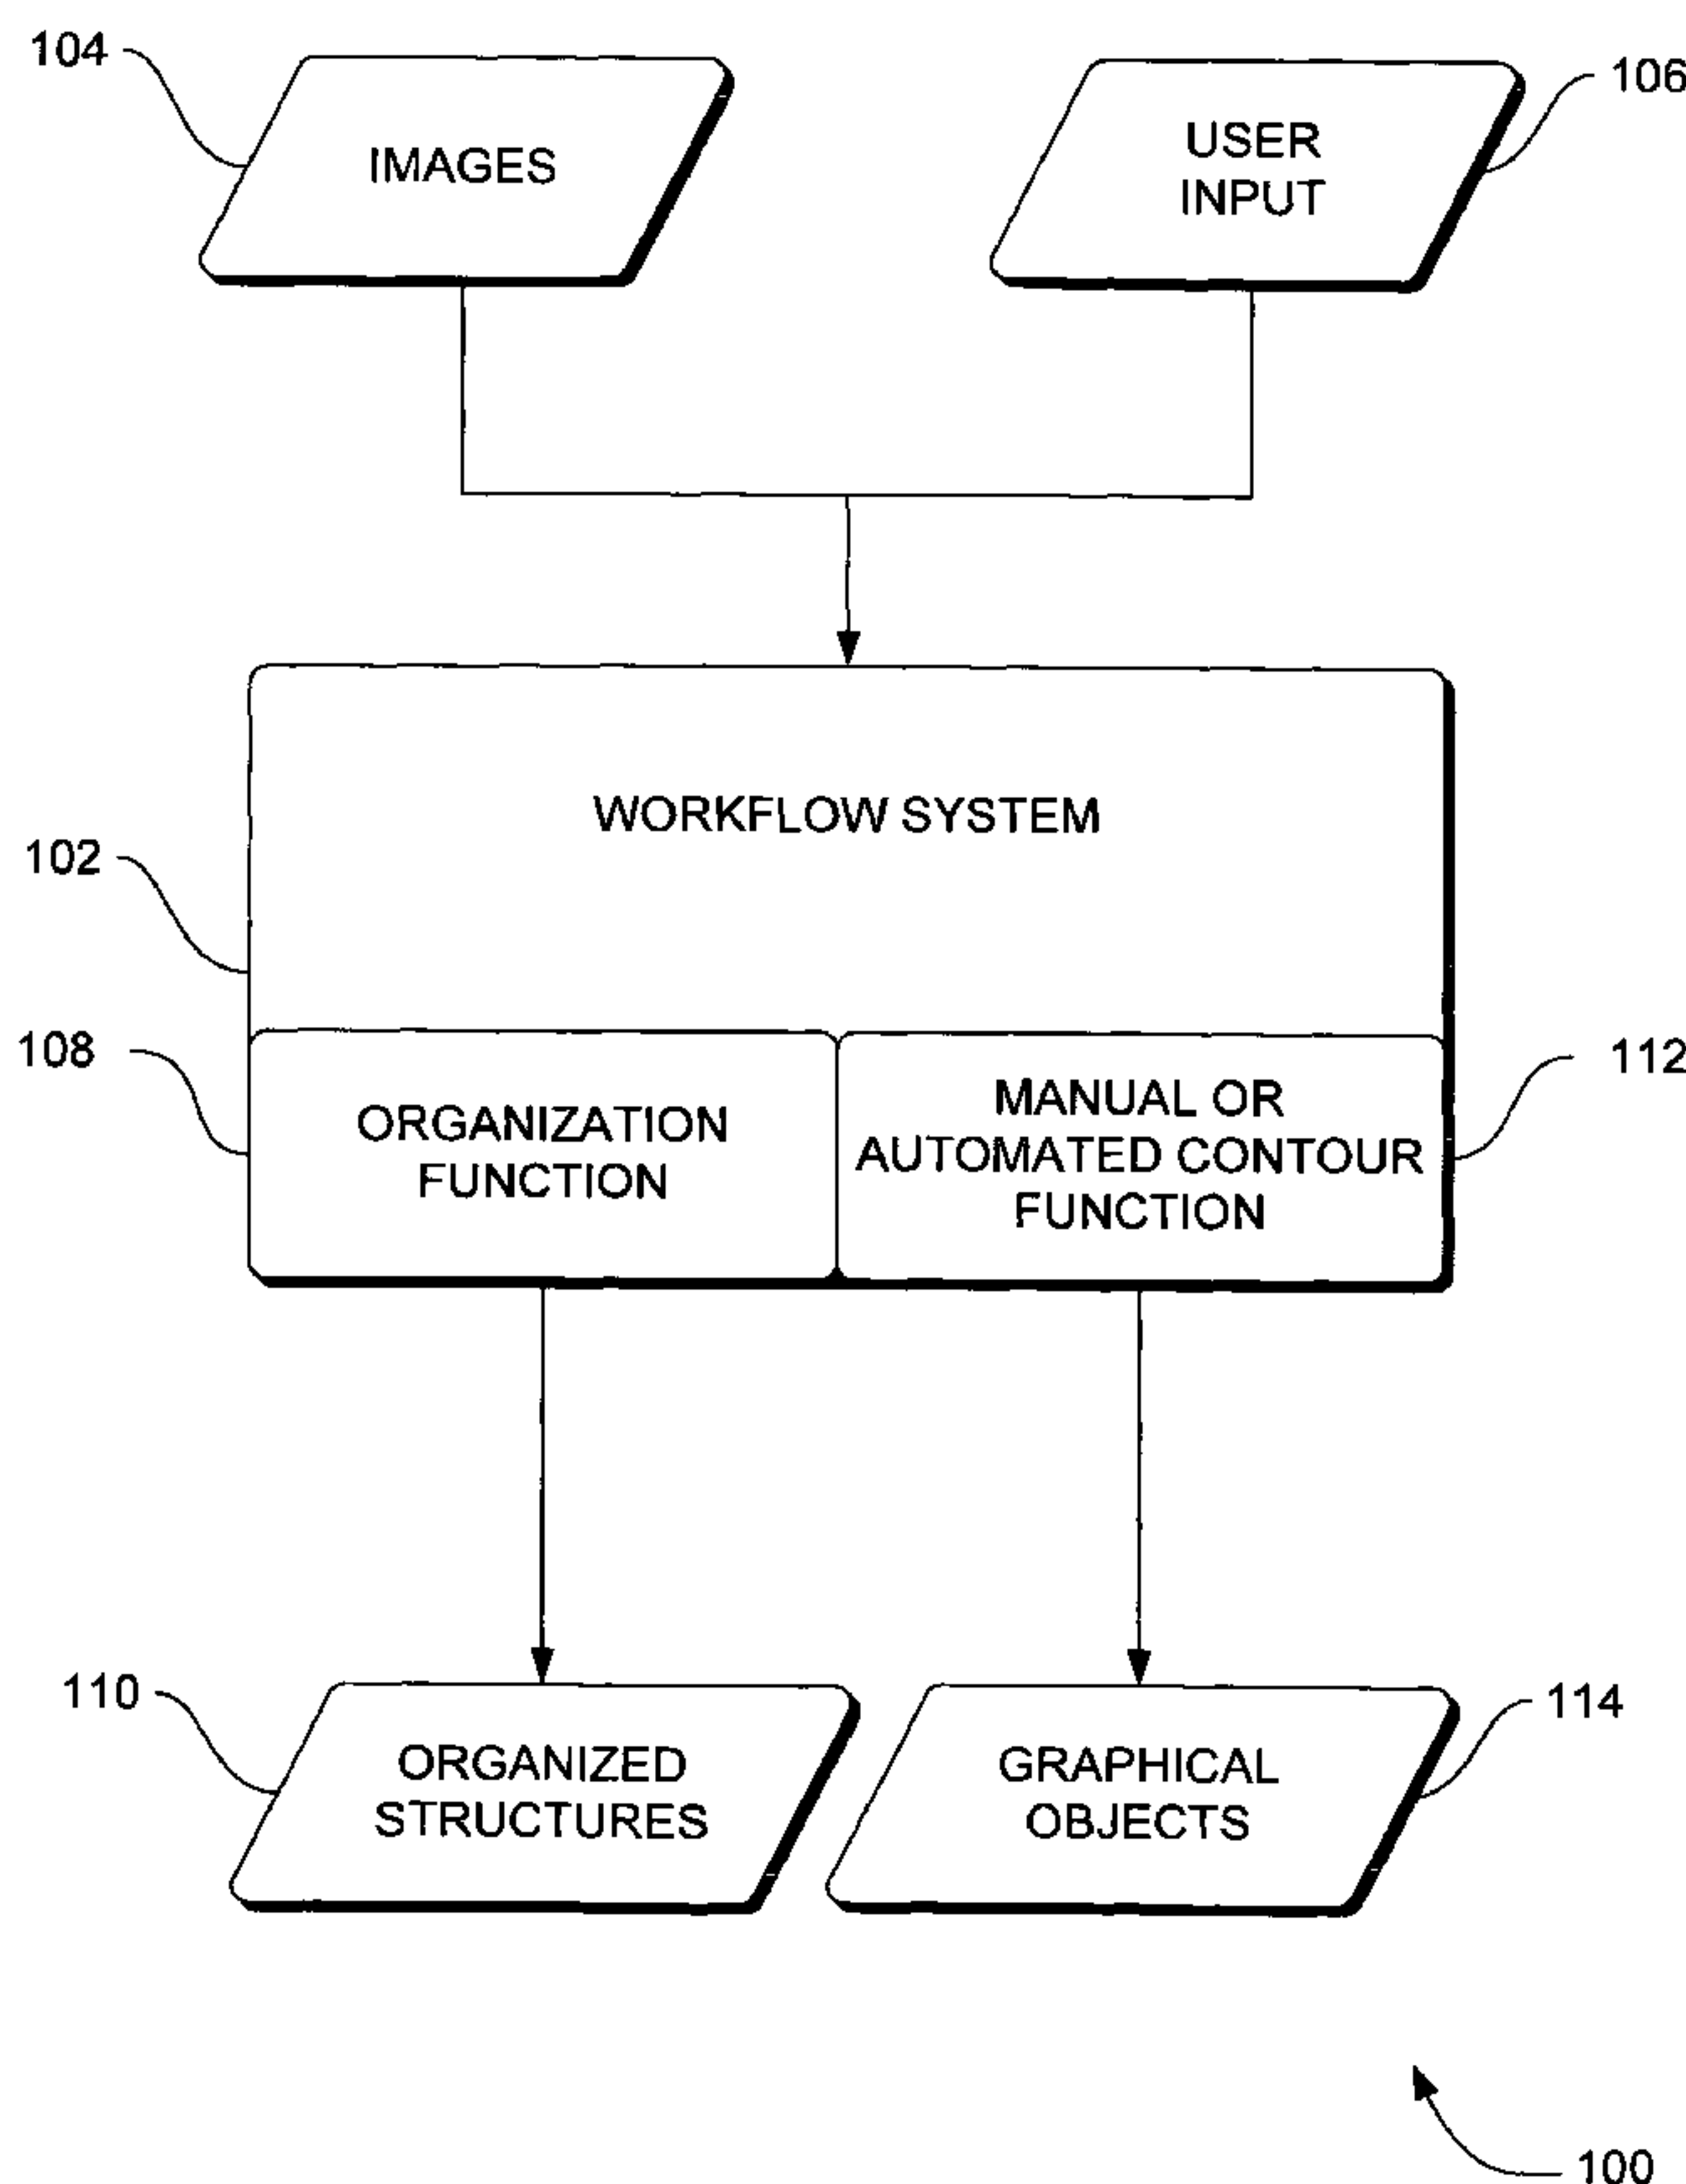 104
IMAGES
106
USER
INPUT
WORKFLOW SYSTEM
102
108
ORGANIZATION
FUNCTION
MANUAL OR
AUTOMATED CONTOUR
FUNCTION
112
110
ORGANIZED
STRUCTURES
GRAPHICAL
OBJECTS
114
100